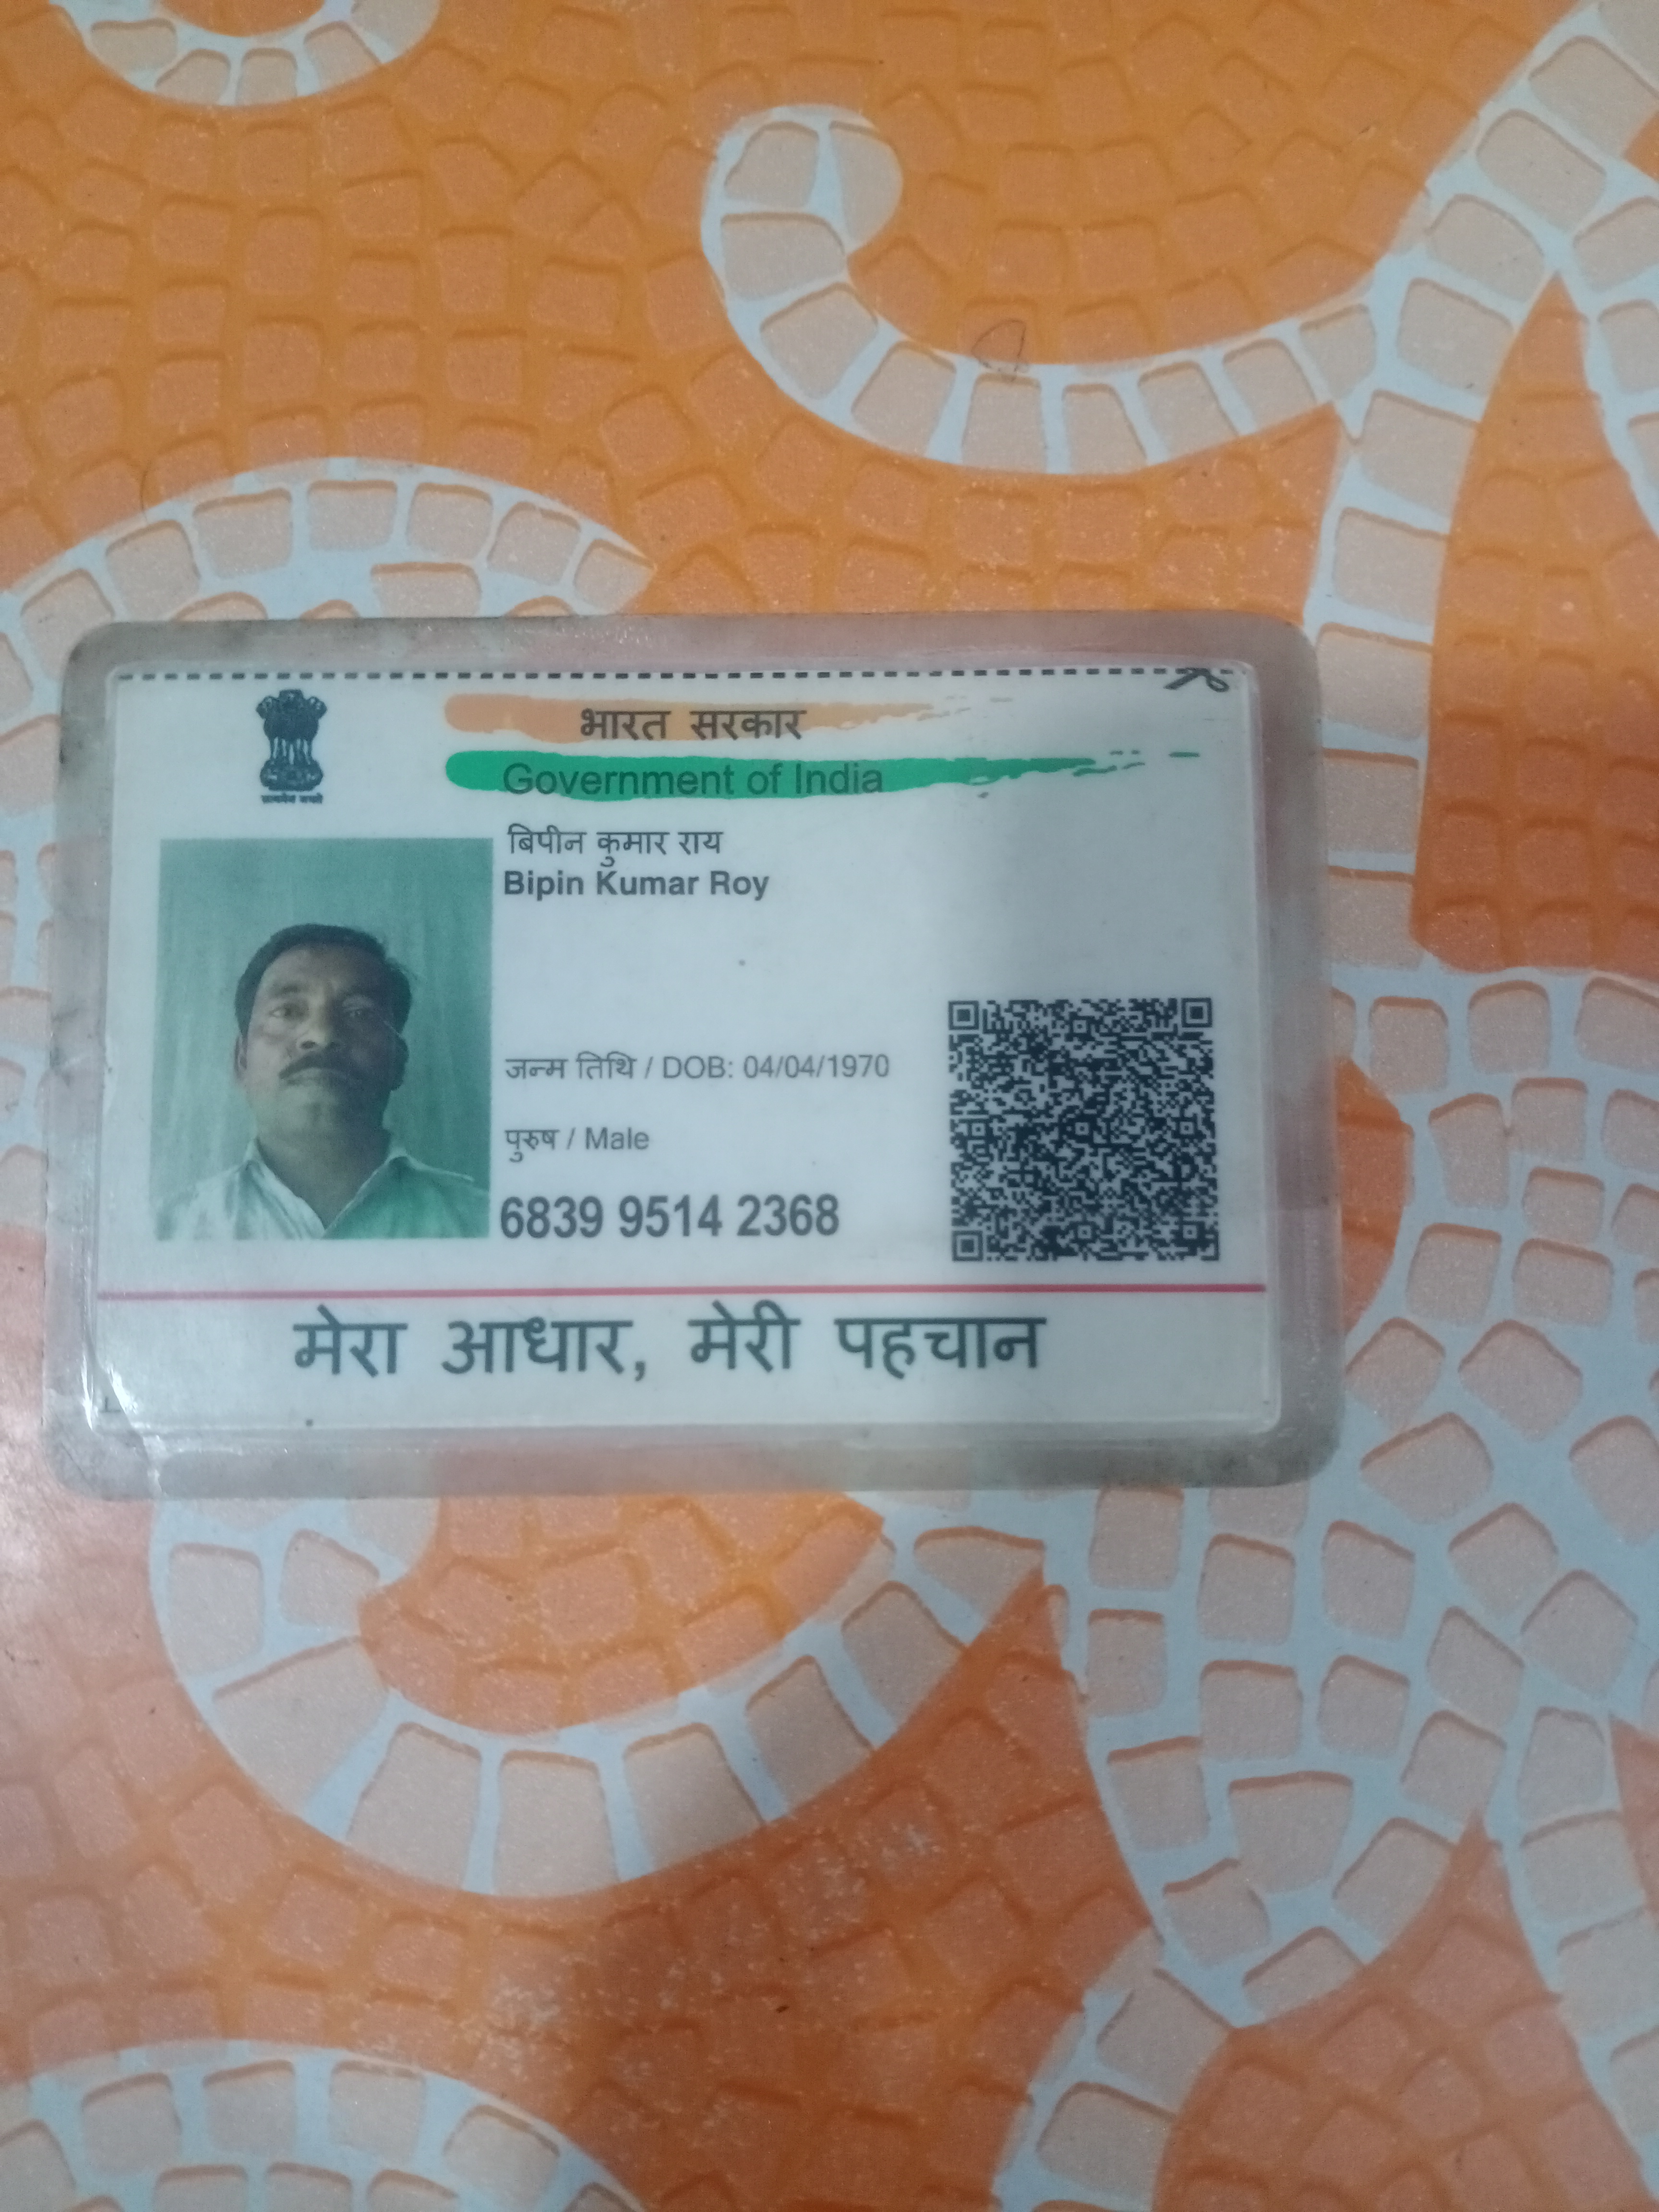 भारत सरकार
Government of India
बिपीन कुमार राय
Bipin Kumar Roy
जन्म तिथि / DOB: 04/04/1970
पुरुष / Male
6839 9514 2368
मेरा आधार, मेरी पहचान